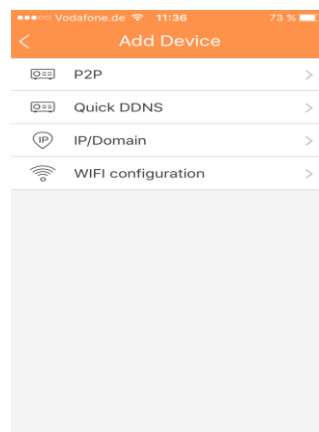 Vodafone.de 11:36 73 %
Add Device
P2P
Quick DDNS
IP
IP/Domain
WIFI configuration